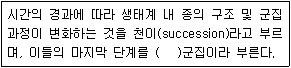 시간의 경과에 따라 생태계 내 종의 구조 및 군집
과정이 변화하는 것을 천이(succession)라고 부르
며, 이들의 마지막 단계를 (   )군집이라 부른다.